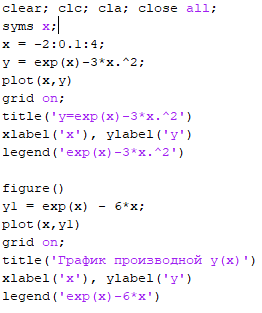 clear; clc; cla; close all;
syms x;
x = -2:0.1:4;
y = exp(x)-3*x.^2;
plot(x,y)
grid on;
title('y=exp(x)-3*x.^2')
xlabel('x'), ylabel('y')
legend('exp(x)-3*x.^2')
figure()
y1 = exp(x) - 6*x;
plot(x,y1)
grid on;
title('График производной y(x)')
xlabel('x'), ylabel('y')
legend('exp(x)-6*x')